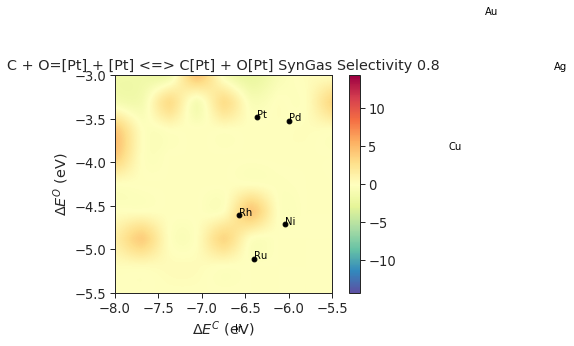 Au
C + O=[Pt] + [Pt] <=> C[Pt] + O[Pt] SynGas Selectivity 0.8
Ag
−3.0
−3.5
−4.0
−4.5
−5.0
−5.5
ΔE^O (eV)
Pt
Pd
Cu
Rh
Ni
Ru
10
5
0
−5
−10
−8.0 −7.5 −7.0 −6.5 −6.0 −5.5
ΔE^C (eV)
Ir